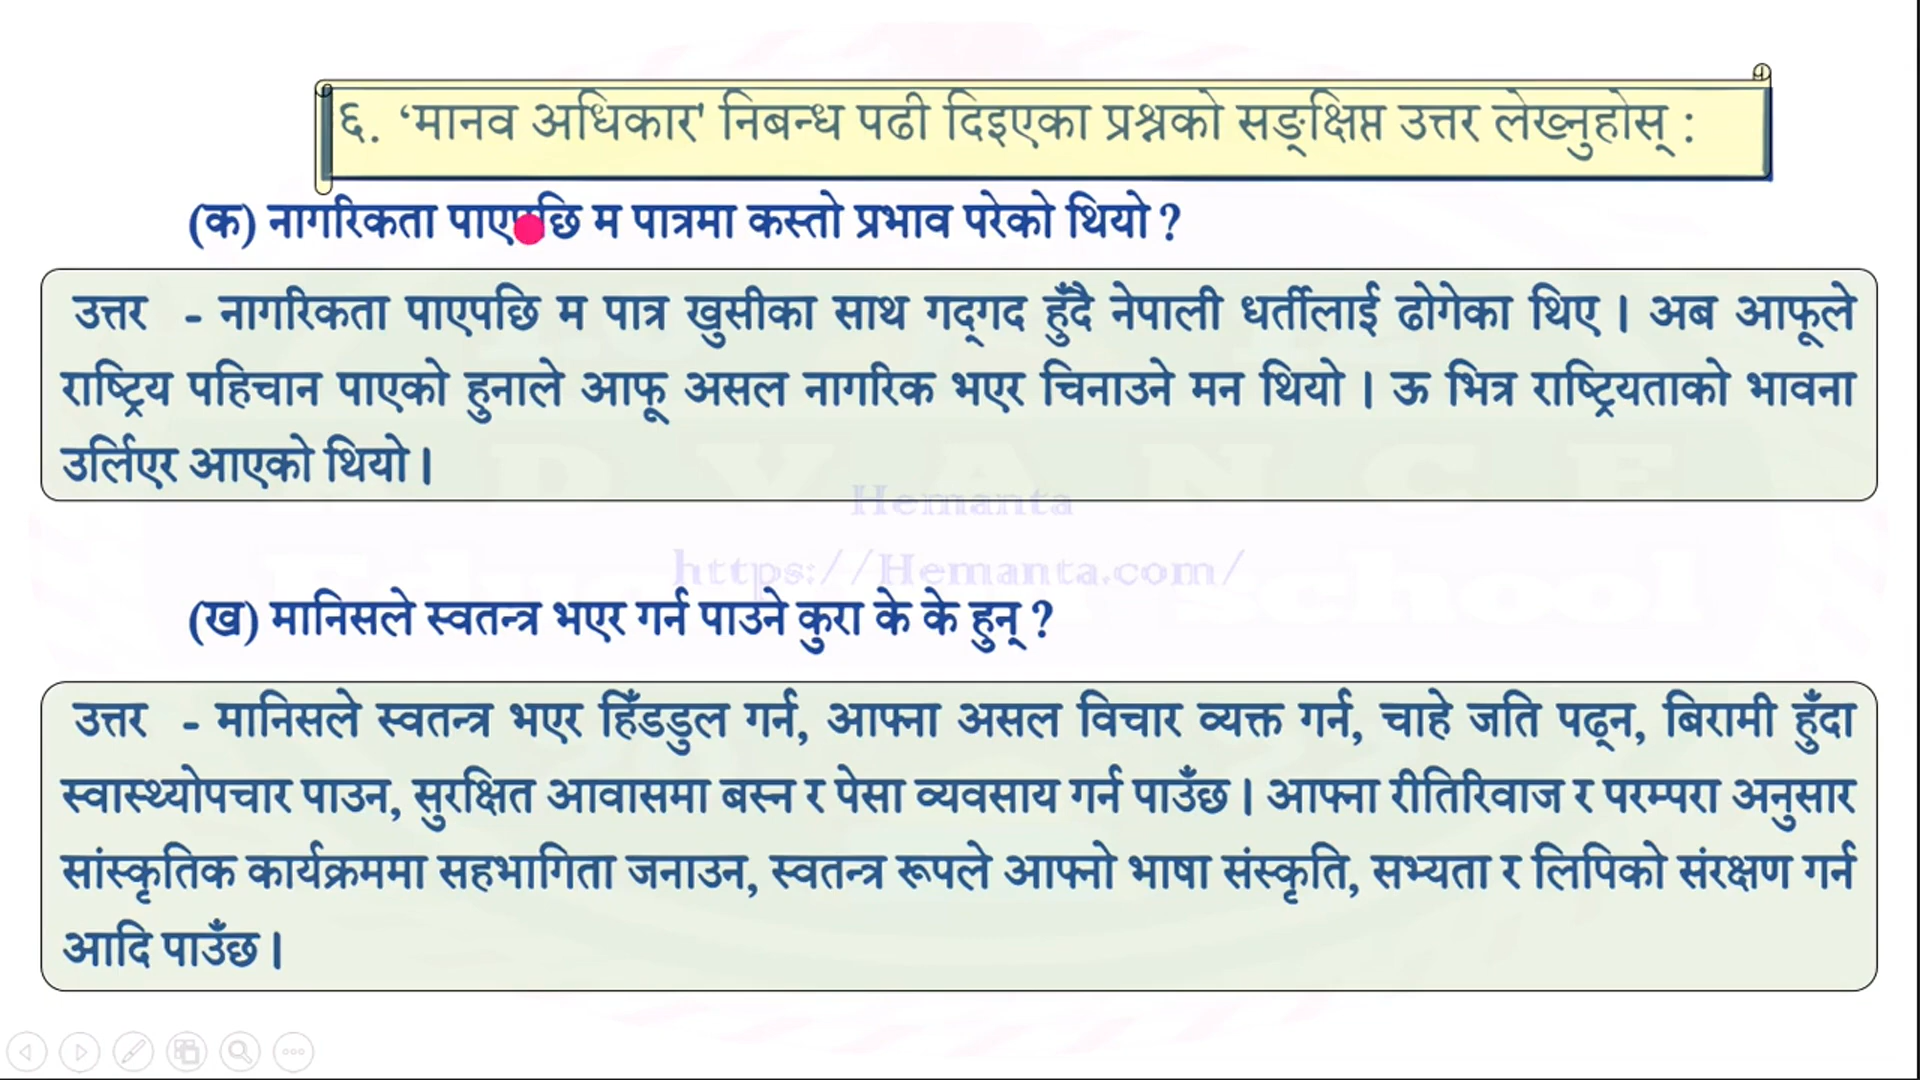 ६. ‘मानव अधिकार' निबन्ध पढी दिइएका प्रश्नको सङ्क्षिप्त उत्तर लेख्नुहोस् :
(क) नागरिकता पाएपछि म पात्रमा कस्तो प्रभाव परेको थियो ?
उत्तर - नागरिकता पाएपछि म पात्र खुसीका साथ गद्गद हुँदै नेपाली धर्तीलाई ढोगेका थिए । अब आफूले
राष्ट्रिय पहिचान पाएको हुनाले आफू असल नागरिक भएर चिनाउने मन थियो । ऊ भित्र राष्ट्रियताको भावना
उर्लिएर आएको थियो ।
ADVANCE
Hemanta
https://Hemanta.com/
(ख) मानिसले स्वतन्त्र भएर गर्न पाउने कुरा के के हुन् ?
school
उत्तर - मानिसले स्वतन्त्र भएर हिँडडुल गर्न, आफ्ना असल विचार व्यक्त गर्न, चाहे जति पढ्न, बिरामी हुँदा
स्वास्थ्योपचार पाउन, सुरक्षित आवासमा बस्न र पेसा व्यवसाय गर्न पाउँछ । आफ्ना रीतिरिवाज र परम्परा अनुसार
सांस्कृतिक कार्यक्रममा सहभागिता जनाउन, स्वतन्त्र रूपले आफ्नो भाषा संस्कृति, सभ्यता र लिपिको संरक्षण गर्न
आदि पाउँछ ।